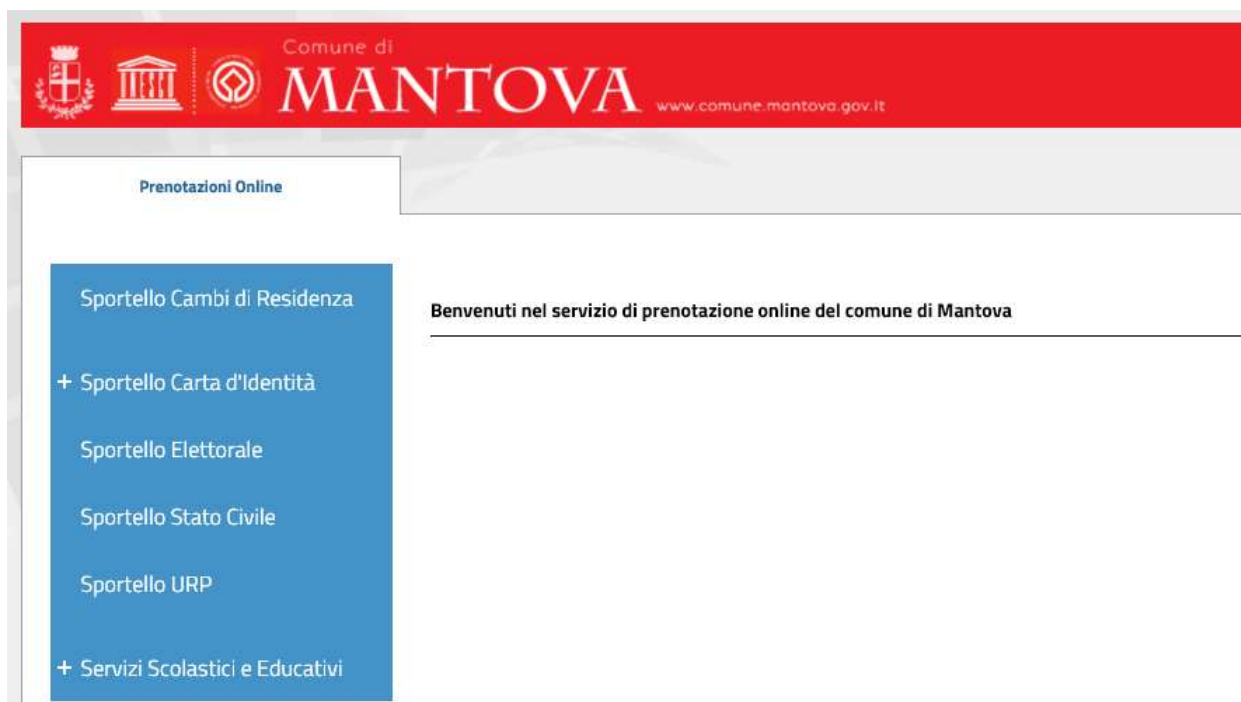 UNESCO
Comune di
MANTOVA
www.comune.mantova.gov.it
Prenotazioni Online
Sportello Cambi di Residenza
+ Sportello Carta d'Identità
Sportello Elettorale
Sportello Stato Civile
Sportello URP
+ Servizi Scolastici e Educativi
Benvenuti nel servizio di prenotazione online del comune di Mantova